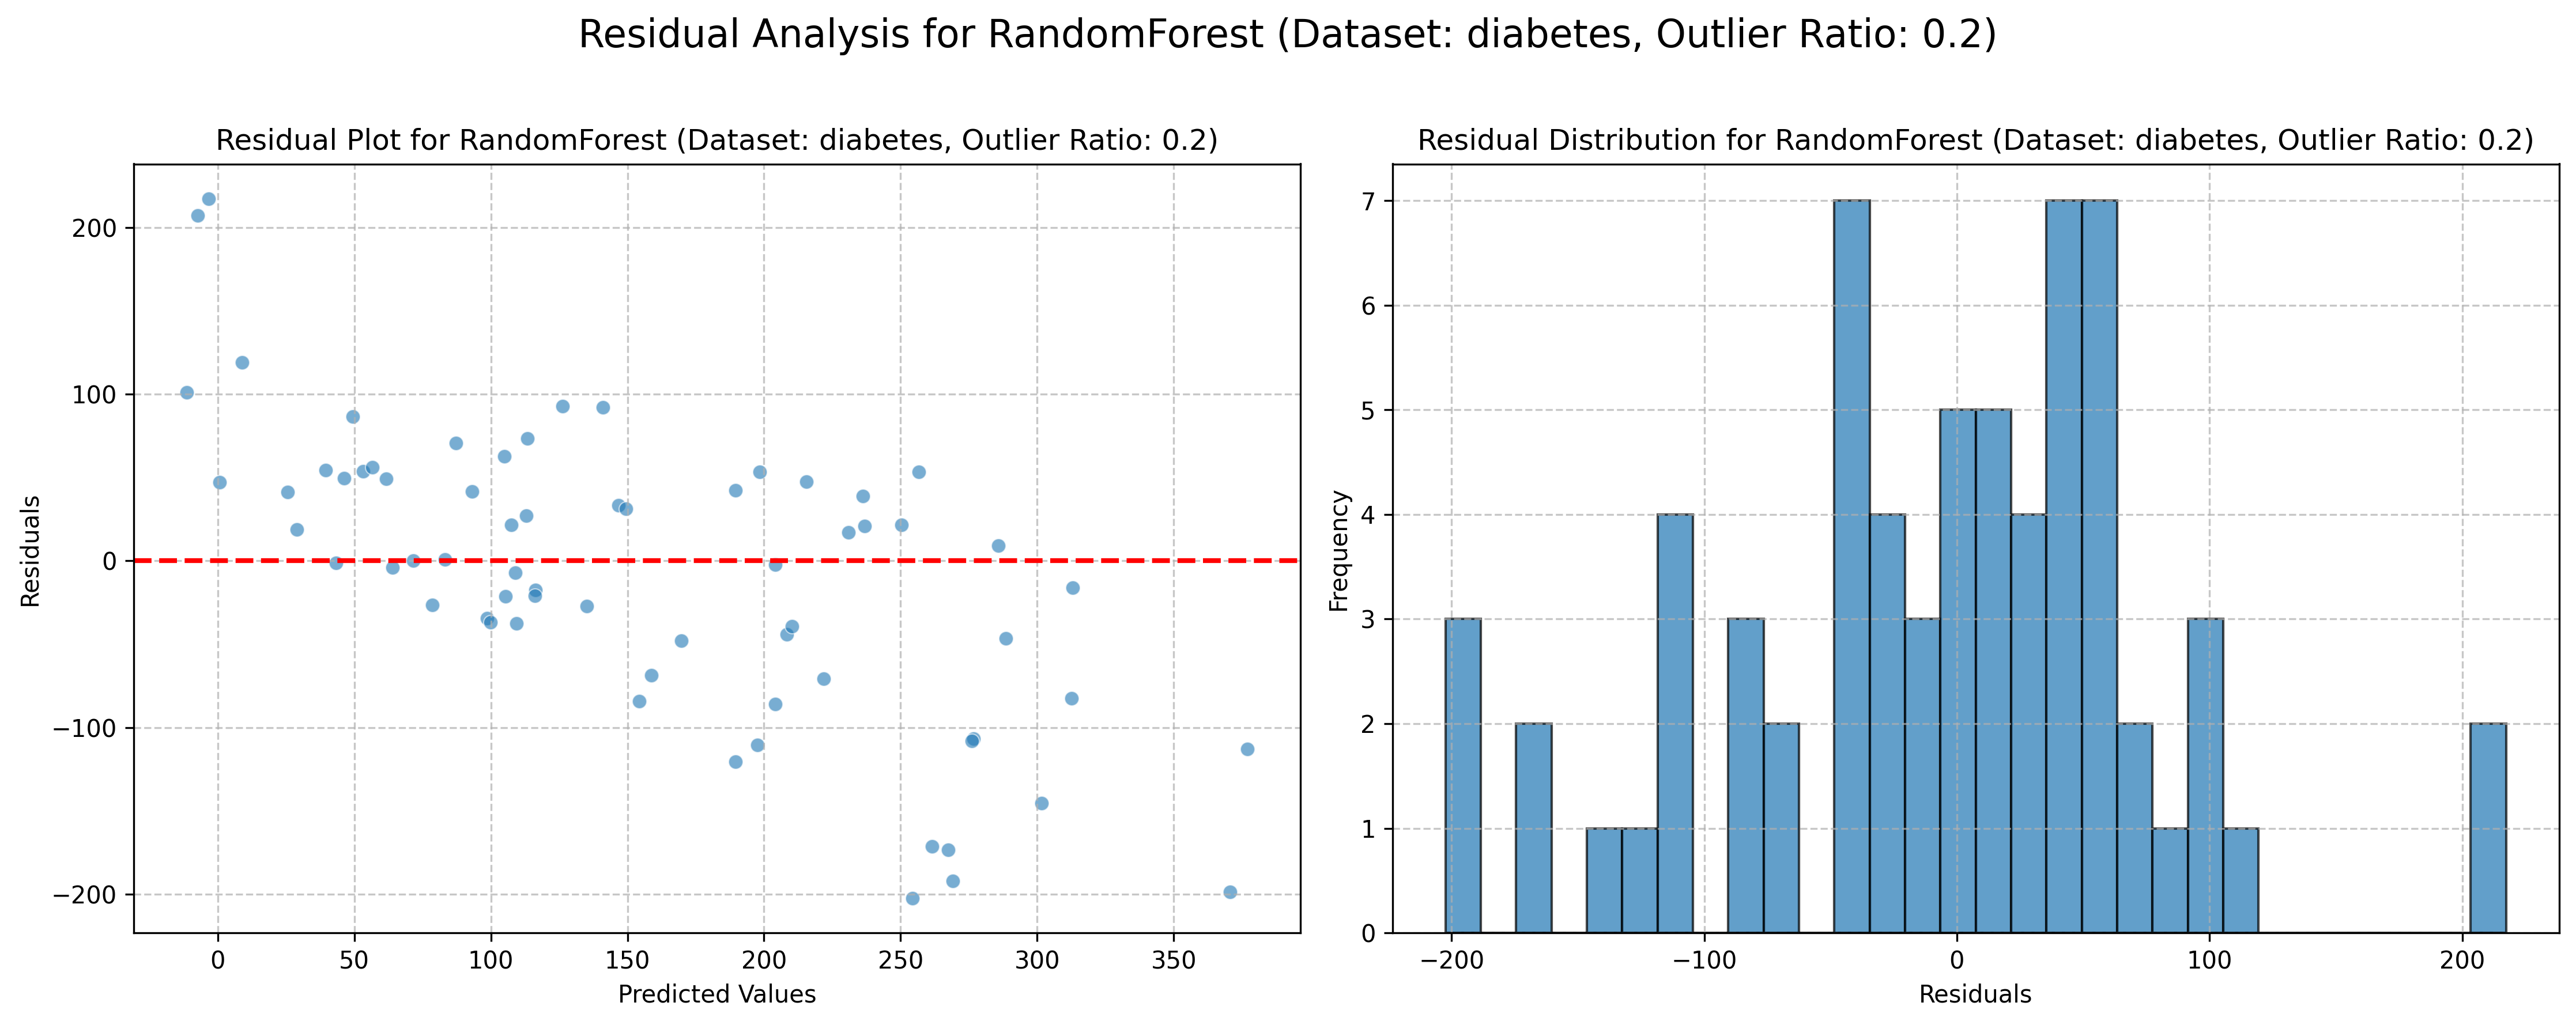 Residual Analysis for RandomForest (Dataset: diabetes, Outlier Ratio: 0.2)
Residual Plot for RandomForest (Dataset: diabetes, Outlier Ratio: 0.2)
200
100
0
−100
−200
Residuals
0 50 100 150 200 250 300 350
Predicted Values
Residual Distribution for RandomForest (Dataset: diabetes, Outlier Ratio: 0.2)
7
6
5
4
3
2
1
0
Frequency
−200 −100 0 100 200
Residuals